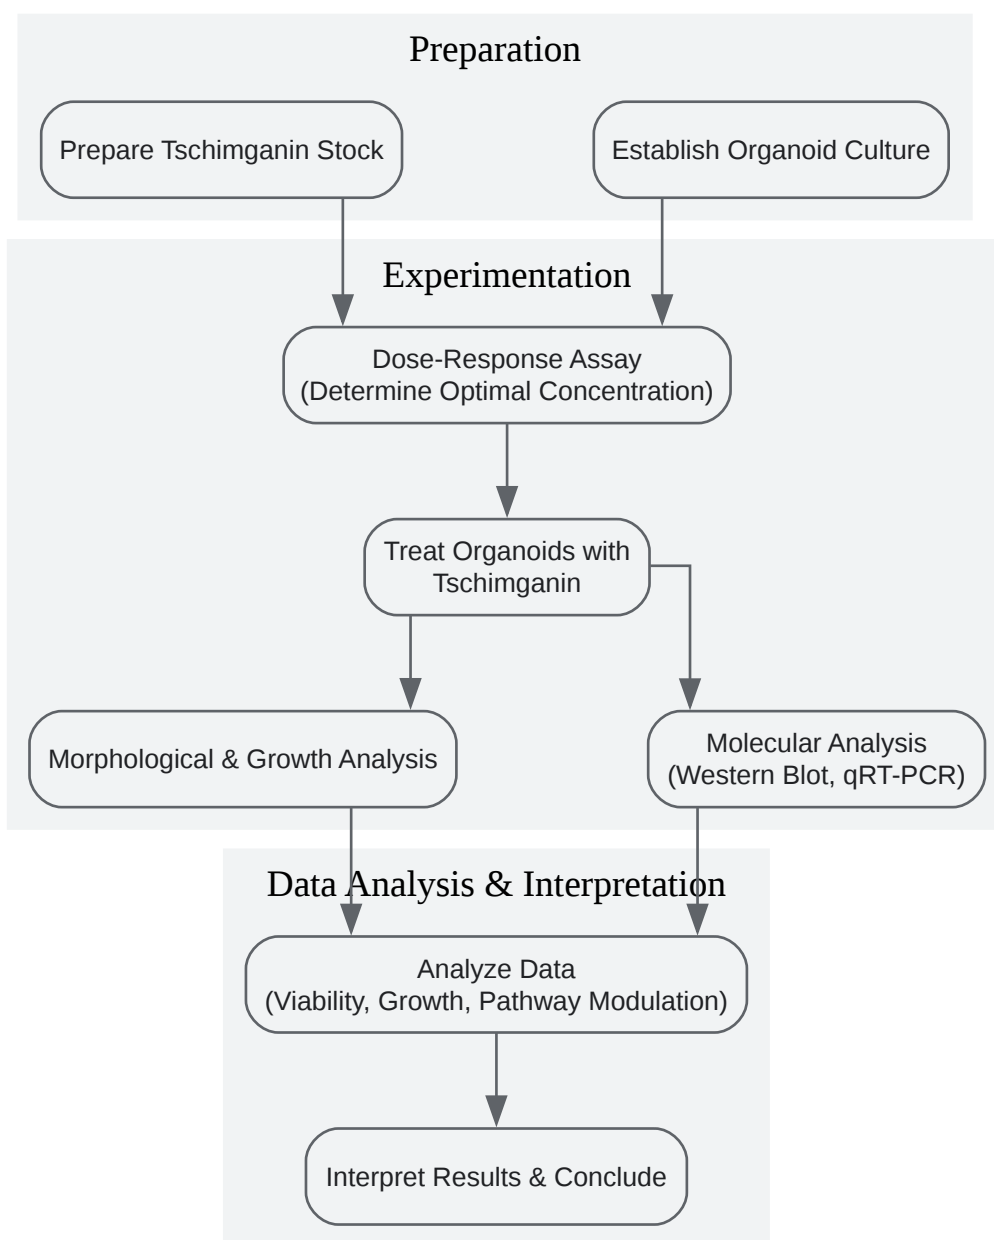 Preparation
Prepare Tschimganin Stock
Establish Organoid Culture
Experimentation
Dose-Response Assay
(Determine Optimal Concentration)
Treat Organoids with
Tschimganin
Morphological & Growth Analysis
Molecular Analysis
(Western Blot, qRT-PCR)
Data Analysis & Interpretation
Analyze Data
(Viability, Growth, Pathway Modulation)
Interpret Results & Conclude